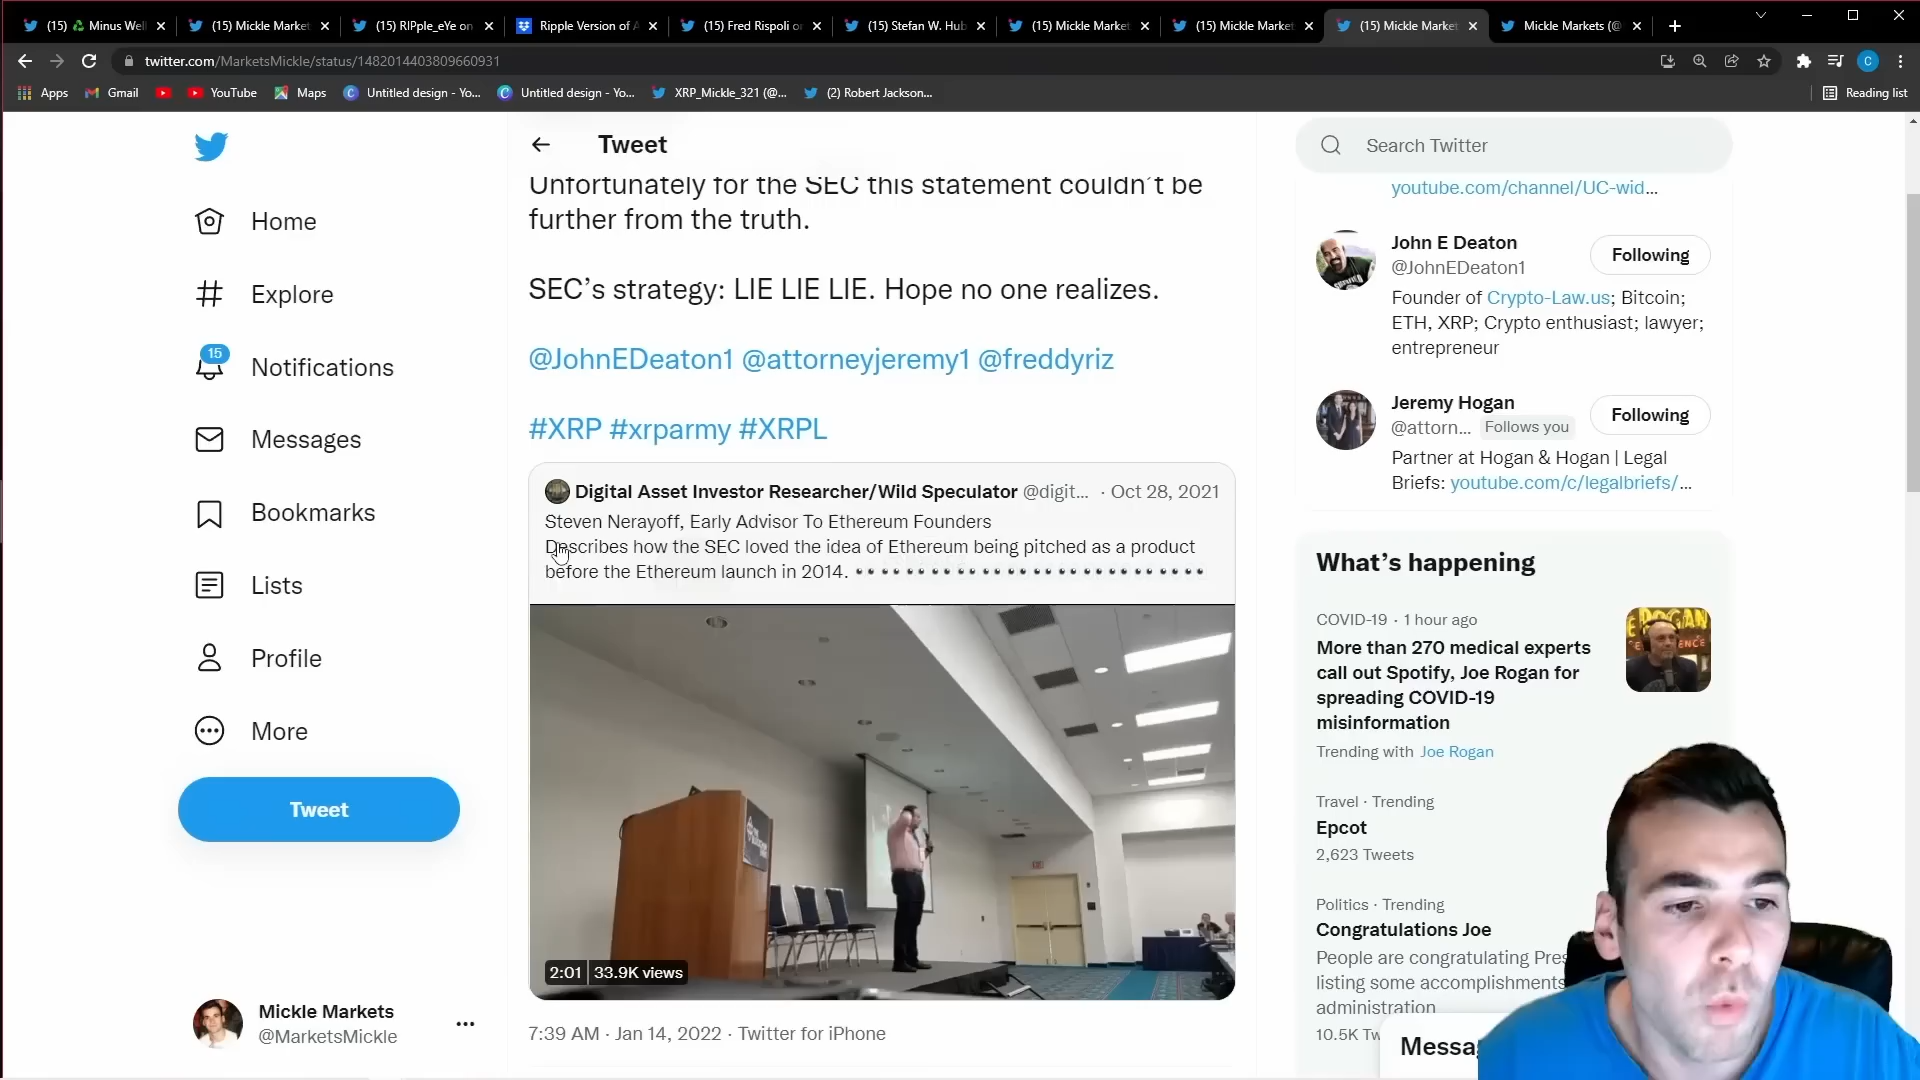 (15) ♻ Minus Wel
(15) Mickle Market
(15) RIPple_eYe on
Ripple Version of A
(15) Fred Rispoli o
(15) Stefan W. Hub
(15) Mickle Market
(15) Mickle Market
(15) Mickle Market
Mickle Markets (@
twitter.com/MarketsMickle/status/1482014403809660931
C
Apps
Gmail
YouTube
Maps
Untitled design - Yo...
Untitled design - Yo...
XRP_Mickle_321 (@...
(2) Robert Jackson...
Reading list
Home
Explore
15
Notifications
Messages
Bookmarks
Lists
Profile
More
Tweet
Mickle Markets
@MarketsMickle
Tweet
Unfortunately for the SEC this statement couldn't be
further from the truth.
SEC's strategy: LIE LIE LIE. Hope no one realizes.
@JohnEDeaton1 @attorneyjeremy1 @freddyriz
#XRP #xrparmy #XRPL
Digital Asset Investor Researcher/Wild Speculator @digit... · Oct 28, 2021
Steven Nerayoff, Early Advisor To Ethereum Founders
Describes how the SEC loved the idea of Ethereum being pitched as a product
before the Ethereum launch in 2014.
2:01 33.9K views
7:39 AM · Jan 14, 2022 · Twitter for iPhone
Search Twitter
youtube.com/channel/UC-wid...
John E Deaton
@JohnEDeaton1
Following
Founder of Crypto-Law.us; Bitcoin;
ETH, XRP; Crypto enthusiast; lawyer;
entrepreneur
Jeremy Hogan
@attorn... Follows you
Following
Partner at Hogan & Hogan | Legal
Briefs: youtube.com/c/legalbriefs/...
What's happening
COVID-19 · 1 hour ago
More than 270 medical experts
call out Spotify, Joe Rogan for
spreading COVID-19
misinformation
Trending with Joe Rogan
Travel · Trending
Epcot
2,623 Tweets
Politics · Trending
Congratulations Joe
People are congratulating Pres
listing some accomplishments
administration
10.5K Tw
Messa